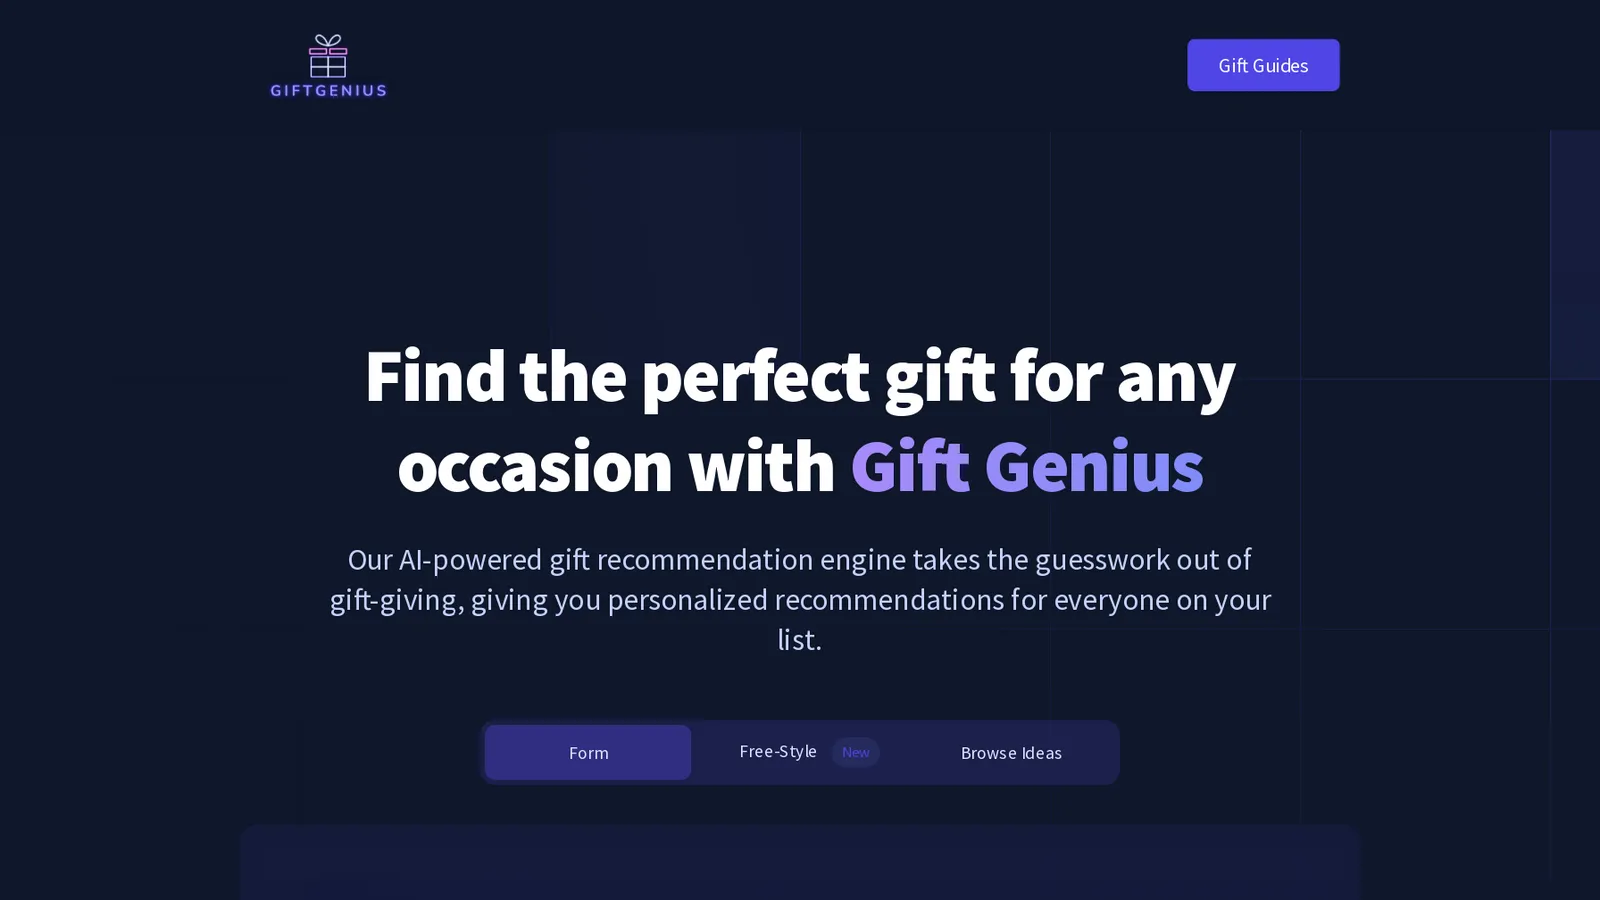 GIFTGENIUS
Gift Guides
Find the perfect gift for any
occasion with Gift Genius
Our AI-powered gift recommendation engine takes the guesswork out of
gift-giving, giving you personalized recommendations for everyone on your
list.
Form
Free-Style New
Browse Ideas